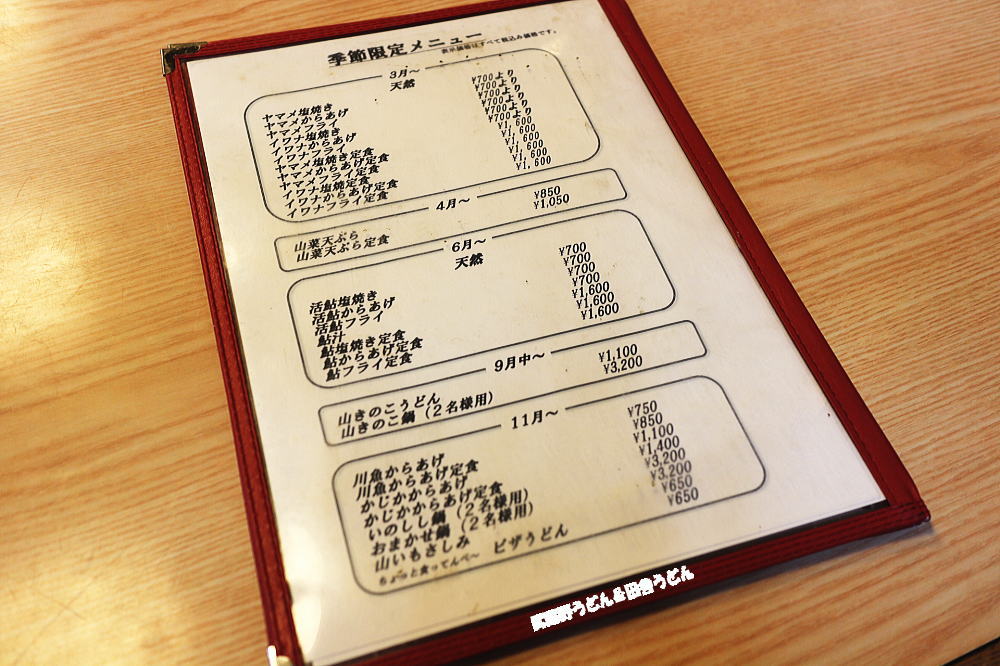 季節限定メニュー
表示価格はすべて税込み価格です。
3月～
天然
ヤマメ塩焼き ¥700より
ヤマメからあげ ¥700より
ヤマメフライ ¥700より
イワナ塩焼き ¥700より
イワナからあげ ¥700より
イワナフライ ¥700より
ヤマメ塩焼き定食 ¥1,600
ヤマメからあげ定食 ¥1,600
ヤマメフライ定食 ¥1,600
イワナ塩焼定食 ¥1,600
イワナからあげ定食 ¥1,600
イワナフライ定食 ¥1,600
4月～
山菜天ぷら ¥850
山菜天ぷら定食 ¥1,050
6月～
天然
活鮎塩焼き ¥700
活鮎からあげ ¥700
活鮎フライ ¥700
鮎汁 ¥700
鮎塩焼き定食 ¥1,600
鮎からあげ定食 ¥1,600
鮎フライ定食 ¥1,600
9月中～
山きのこうどん ¥1,100
山きのこ鍋（２名様用） ¥3,200
11月～
川魚からあげ ¥750
川魚からあげ定食 ¥850
かじかからあげ ¥1,100
かじかからあげ定食 ¥1,400
いのしし鍋（２名様用） ¥3,200
おまかせ鍋（２名様用） ¥3,200
山いもさしみ ¥650
ちょっと食ってんべ～ ピザうどん ¥650
武蔵野うどん＆田舎うどん